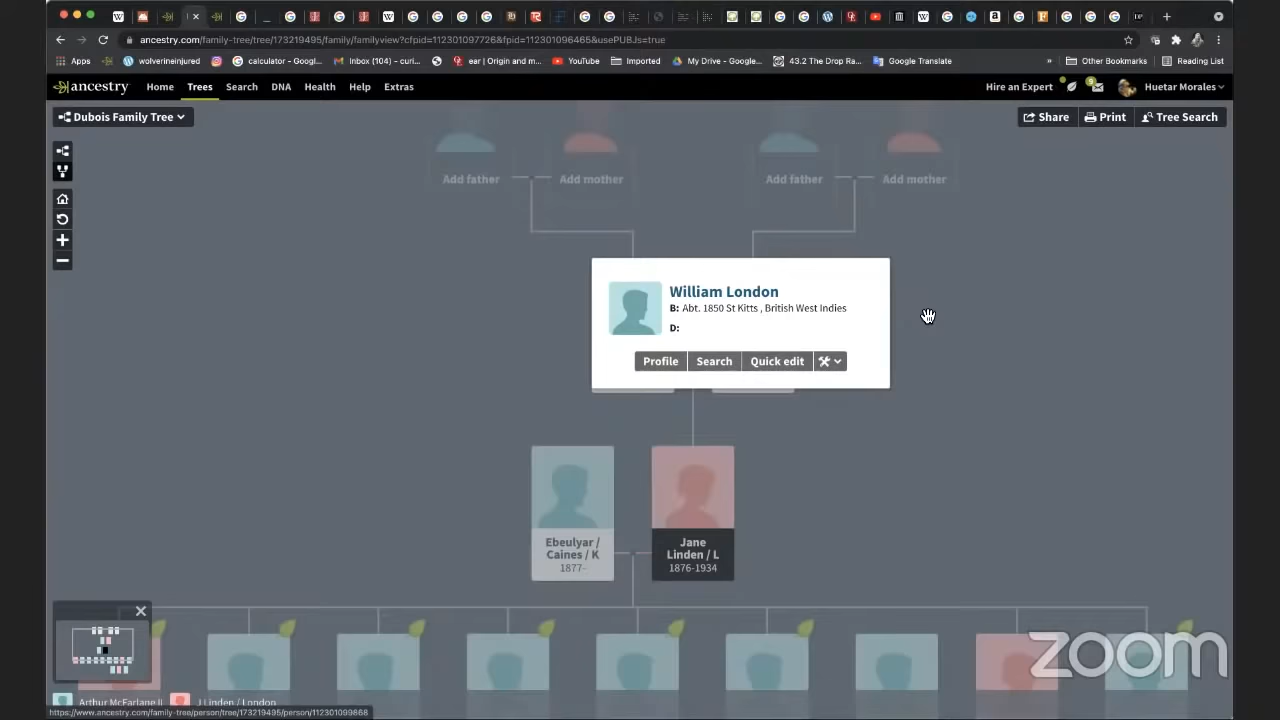 ancestry.com/family-tree/tree/173219495/family/familyview?cfpid=112301097726&fpid=112301096465&usePUBJs=true
Apps W wolverineinjured calculator - Googl... Inbox (104) - curi... ear | Origin and m... YouTube Imported My Drive - Google... 43.2 The Drop Ra... Google Translate » Other Bookmarks Reading List
ancestry Home Trees Search DNA Health Help Extras Hire an Expert Huetar Morales
Dubois Family Tree Share Print Tree Search
Add father Add mother Add father Add mother
William London
B: Abt. 1850 St Kitts , British West Indies
D:
Profile Search Quick edit
Ebeulyar /
Caines / K
1877-
Jane
Linden / L
1876-1934
zoom
Arthur McFarlane II J Linden / London
https://www.ancestry.com/family-tree/person/tree/173219495/person/112301099868